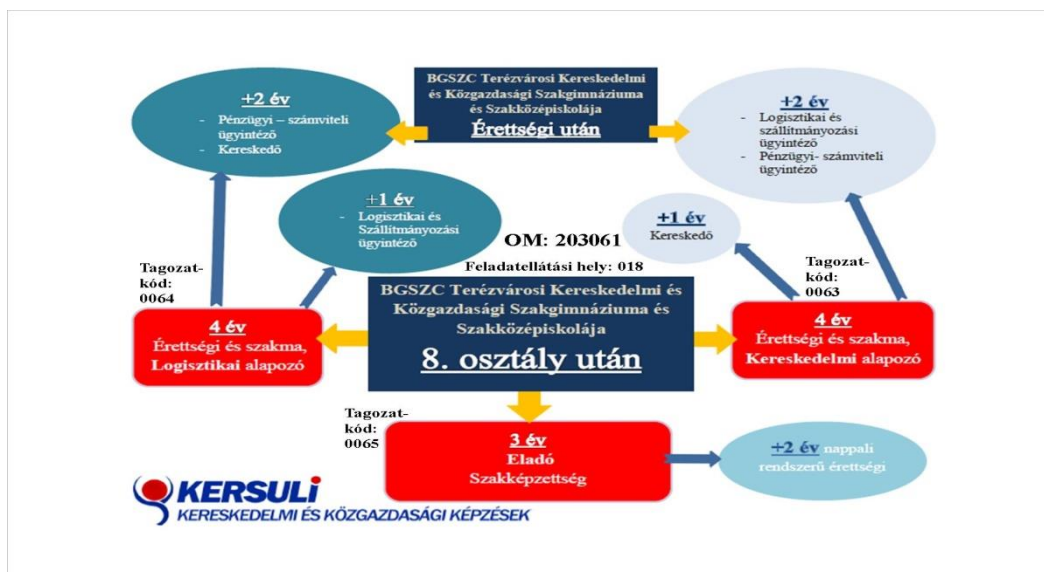 BGSZC Terézvárosi Kereskedelmi
és Közgazdasági Szakgimnáziuma
és Szakközépiskolája
Érettségi után
+2 év
- Pénzügyi – számviteli
ügyintéző
- Kereskedő
+2 év
- Logisztikai és
szállítmányozási
ügyintéző
- Pénzügyi- számviteli
ügyintéző
+1 év
- Logisztikai és
Szállítmányozási
ügyintéző
+1 év
Kereskedő
OM: 203061
Feladatellátási hely: 018
Tagozat-
kód:
0064
Tagozat-
kód:
0063
BGSZC Terézvárosi Kereskedelmi és
Közgazdasági Szakgimnáziuma és
Szakközépiskolája
8. osztály után
4 év
Érettségi és szakma,
Logisztikai alapozó
4 év
Érettségi és szakma,
Kereskedelmi alapozó
Tagozat-
kód:
0065
3 év
Eladó
Szakképzettség
+2 év nappali
rendszerű érettségi
KERSULi
KERESKEDELMI ÉS KÖZGAZDASÁGI KÉPZÉSEK